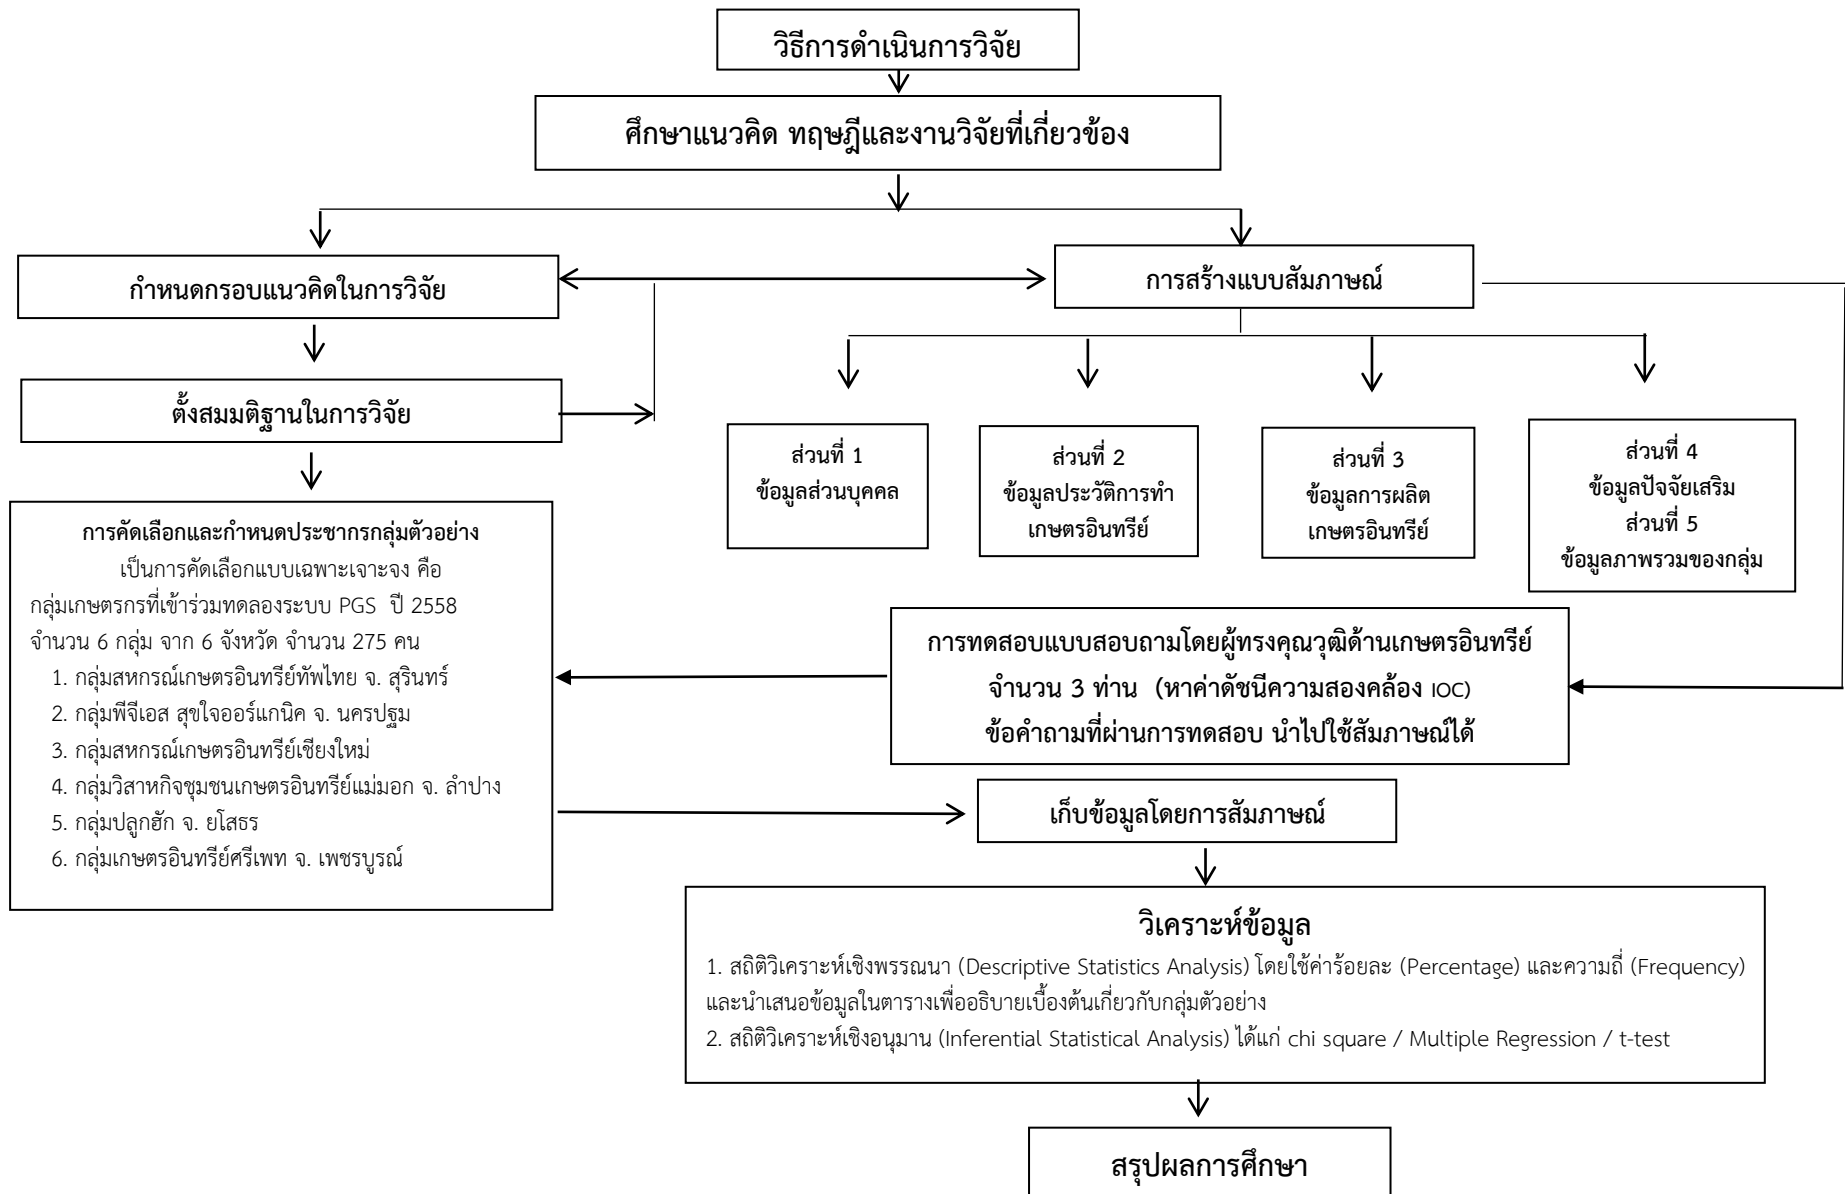 วิธีการดำเนินการวิจัย
ศึกษาแนวคิด ทฤษฎีและงานวิจัยที่เกี่ยวข้อง
กำหนดกรอบแนวคิดในการวิจัย
การสร้างแบบสัมภาษณ์
ตั้งสมมติฐานในการวิจัย
ส่วนที่ 1
ข้อมูลส่วนบุคคล
ส่วนที่ 2
ข้อมูลประวัติการทำ
เกษตรอินทรีย์
ส่วนที่ 3
ข้อมูลการผลิต
เกษตรอินทรีย์
ส่วนที่ 4
ข้อมูลปัจจัยเสริม
ส่วนที่ 5
ข้อมูลภาพรวมของกลุ่ม
การคัดเลือกและกำหนดประชากรกลุ่มตัวอย่าง
เป็นการคัดเลือกแบบเฉพาะเจาะจง คือ
กลุ่มเกษตรกรที่เข้าร่วมทดลองระบบ PGS ปี 2558
จำนวน 6 กลุ่ม จาก 6 จังหวัด จำนวน 275 คน
1. กลุ่มสหกรณ์เกษตรอินทรีย์ทัพไทย จ. สุรินทร์
2. กลุ่มพีจีเอส สุขใจออร์แกนิค จ. นครปฐม
3. กลุ่มสหกรณ์เกษตรอินทรีย์เชียงใหม่
4. กลุ่มวิสาหกิจชุมชนเกษตรอินทรีย์แม่มอก จ. ลำปาง
5. กลุ่มปลูกฮัก จ. ยโสธร
6. กลุ่มเกษตรอินทรีย์ศรีเพท จ. เพชรบูรณ์
การทดสอบแบบสอบถามโดยผู้ทรงคุณวุฒิด้านเกษตรอินทรีย์
จำนวน 3 ท่าน (หาค่าดัชนีความสองคล้อง IOC)
ข้อคำถามที่ผ่านการทดสอบ นำไปใช้สัมภาษณ์ได้
เก็บข้อมูลโดยการสัมภาษณ์
วิเคราะห์ข้อมูล
1. สถิติวิเคราะห์เชิงพรรณนา (Descriptive Statistics Analysis) โดยใช้ค่าร้อยละ (Percentage) และความถี่ (Frequency)
และนำเสนอข้อมูลในตารางเพื่ออธิบายเบื้องต้นเกี่ยวกับกลุ่มตัวอย่าง
2. สถิติวิเคราะห์เชิงอนุมาน (Inferential Statistical Analysis) ได้แก่ chi square / Multiple Regression / t-test
สรุปผลการศึกษา